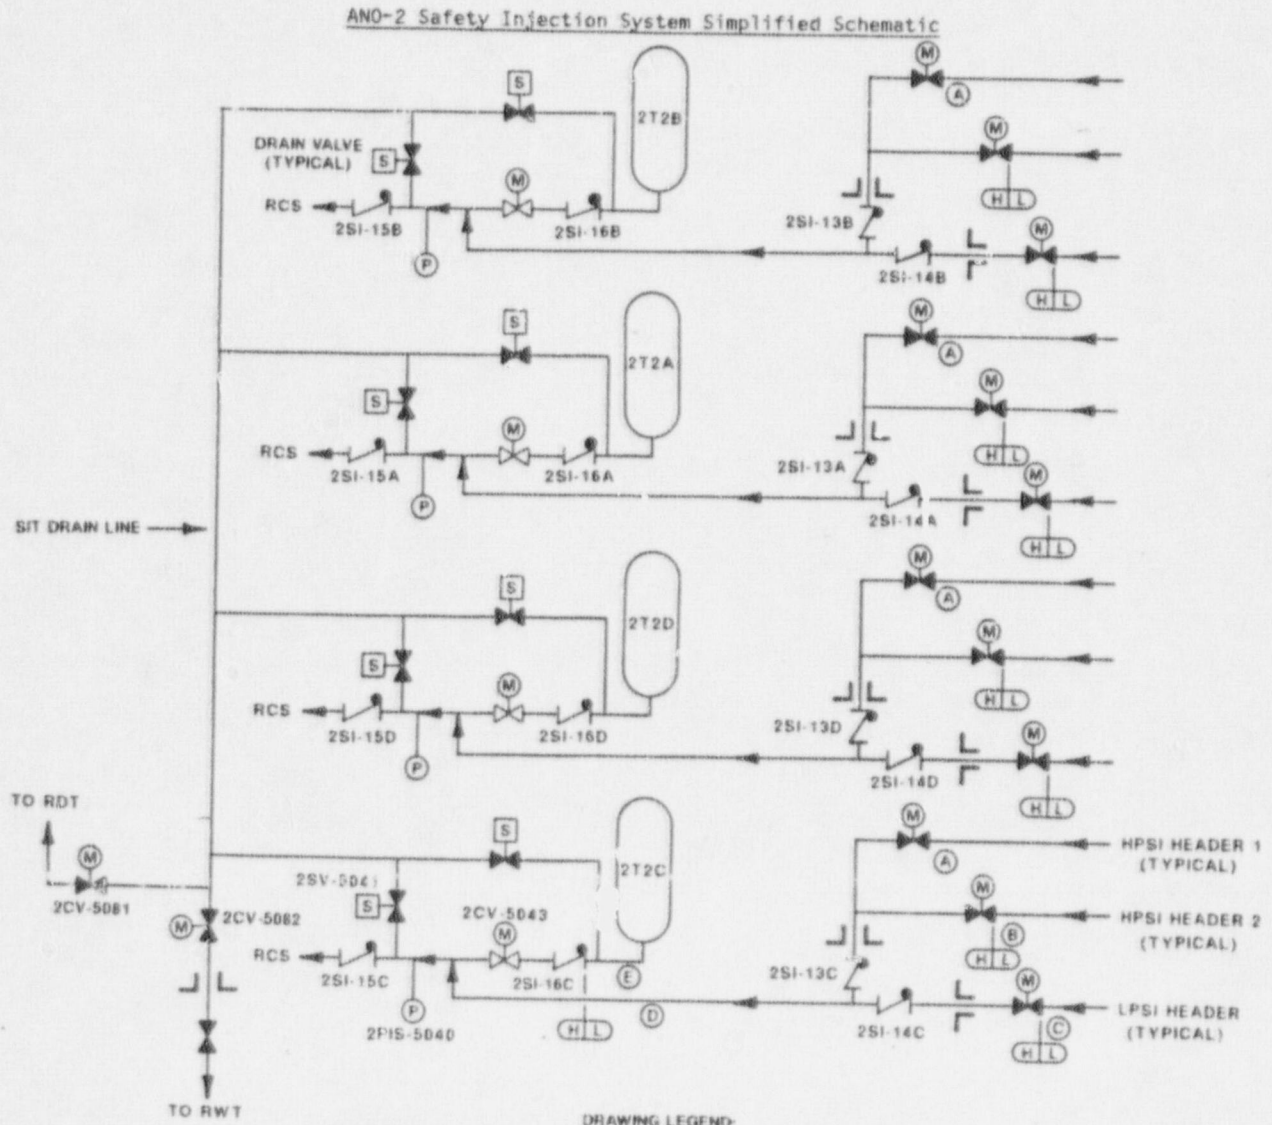 ANO-2 Safety Injection System Simplified Schematic
M
A
S
2T2B
M
DRAIN VALVE
(TYPICAL)
S
M
H L
RCS
2SI-15B
2SI-16B
2SI-13B
M
P
2SI-14B
H L
S
M
A
2T2A
M
S
M
H L
RCS
2SI-15A
2SI-16A
2SI-13A
M
P
2SI-14A
SIT DRAIN LINE
H L
S
M
A
2T2D
M
S
M
H L
RCS
2SI-15D
2SI-16D
2SI-13D
M
P
2SI-14D
TO RDT
H L
S
M
HPSI HEADER 1
(TYPICAL)
A
2T2C
M
M
2CV-5081
2CV-5082
M
S
2CV-5043
M
HPSI HEADER 2
(TYPICAL)
B
H L
RCS
2SI-15C
2SI-16C
E
2SI-13C
M
P
2PIS-5040
D
H L
2SI-14C
LPSI HEADER
(TYPICAL)
C
H L
TO RWT
DRAWING LEGEND: